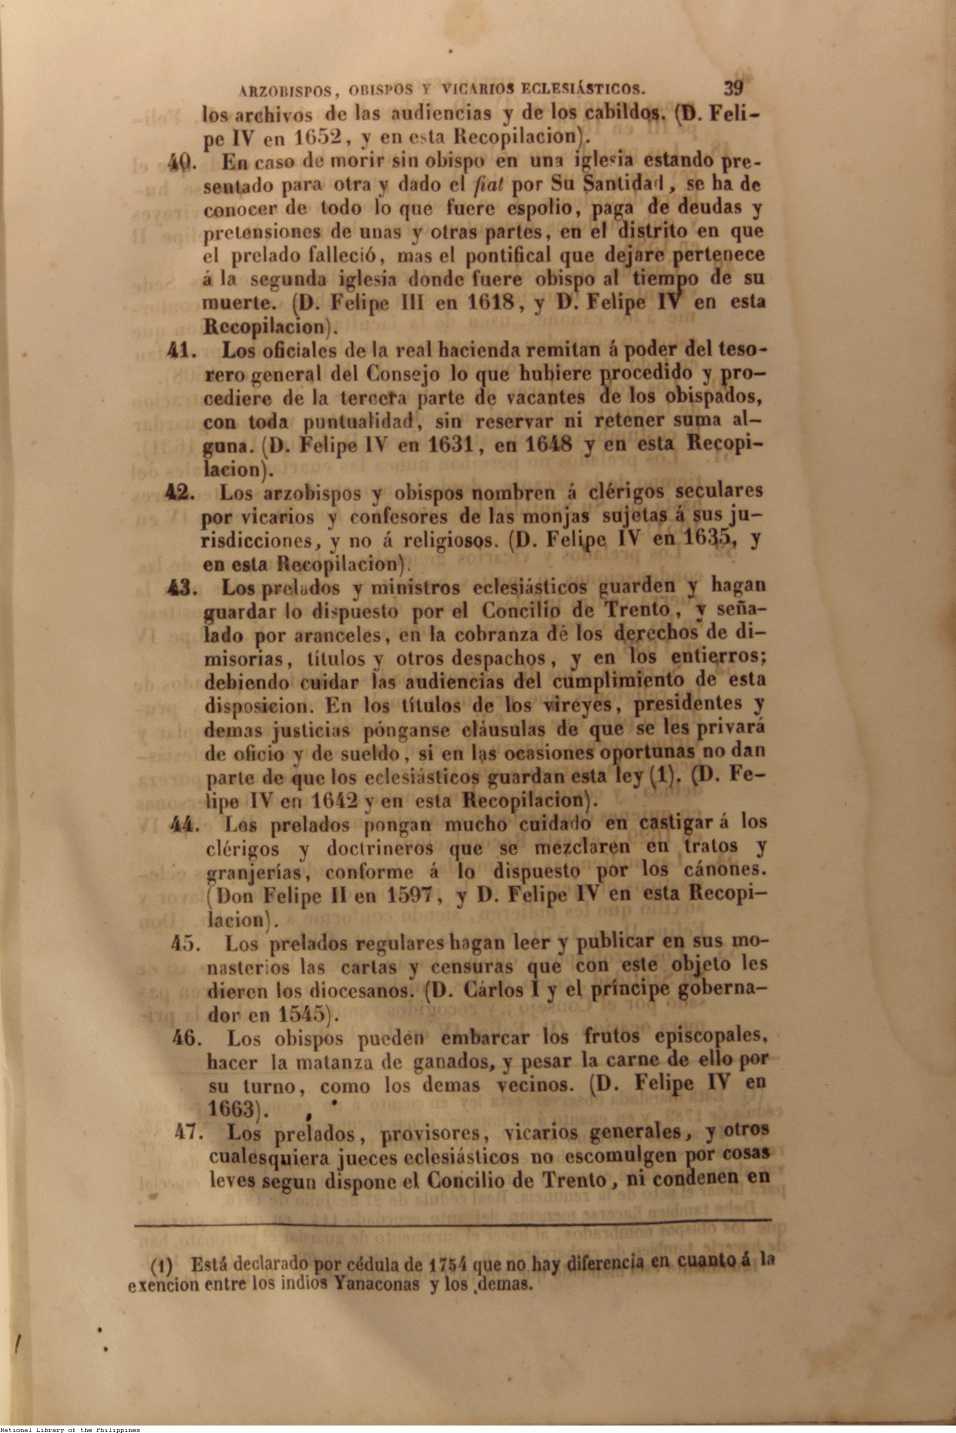 ARZOBISPOS, OBISPOS Y VICARIOS ECLESIÁSTICOS. 39
los archivos de las audiencias y de los cabildos. (D. Feli-
pe IV en 1652, y en esta Recopilacion).
40. En caso de morir sin obispo en una iglesia estando pre-
sentado para otra y dado el fiat por Su Santidad, se ha de
conocer de todo lo que fuere espolio, paga de deudas y
pretensiones de unas y otras partes, en el distrito en que
el prelado falleció, mas el pontifical que dejare pertenece
á la segunda iglesia donde fuere obispo al tiempo de su
muerte. (D. Felipe III en 1618, y D. Felipe IV en esta
Recopilacion).
41. Los oficiales de la real hacienda remitan á poder del teso-
rero general del Consejo lo que hubiere procedido y pro-
cediere de la tercera parte de vacantes de los obispados,
con toda puntualidad, sin reservar ni retener suma al-
guna. (D. Felipe IV en 1631, en 1648 y en esta Recopi-
lacion).
42. Los arzobispos y obispos nombren á clérigos seculares
por vicarios y confesores de las monjas sujetas á sus ju-
risdicciones, y no á religiosos. (D. Felipe IV en 1635, y
en esta Recopilacion).
43. Los prelados y ministros eclesiásticos guarden y hagan
guardar lo dispuesto por el Concilio de Trento, y seña-
lado por aranceles, en la cobranza dé los derechos de di-
misorias, títulos y otros despachos, y en los entierros;
debiendo cuidar las audiencias del cumplimiento de esta
disposicion. En los títulos de los vireyes, presidentes y
demas justicias pónganse cláusulas de que se les privará
de oficio y de sueldo, si en las ocasiones oportunas no dan
parte de que los eclesiásticos guardan esta ley (1). (D. Fe-
lipe IV en 1642 y en esta Recopilacion).
44. Los prelados pongan mucho cuidado en castigar á los
clérigos y doctrineros que se mezclaren en tratos y
granjerías, conforme á lo dispuesto por los cánones.
(Don Felipe II en 1597, y D. Felipe IV en esta Recopi-
lacion).
45. Los prelados regulares hagan leer y publicar en sus mo-
nasterios las cartas y censuras que con este objeto les
dieren los diocesanos. (D. Cárlos I y el príncipe goberna-
dor en 1545).
46. Los obispos pueden embarcar los frutos episcopales,
hacer la matanza de ganados, y pesar la carne de ello por
su turno, como los demas vecinos. (D. Felipe IV en
1663).
47. Los prelados, provisores, vicarios generales, y otros
cualesquiera jueces eclesiásticos no escomulgen por cosas
leves segun dispone el Concilio de Trento, ni condenen en
(1) Está declarado por cédula de 1754 que no hay diferencia en cuanto á la
exencion entre los indios Yanaconas y los demas.
National Library of the Philippines